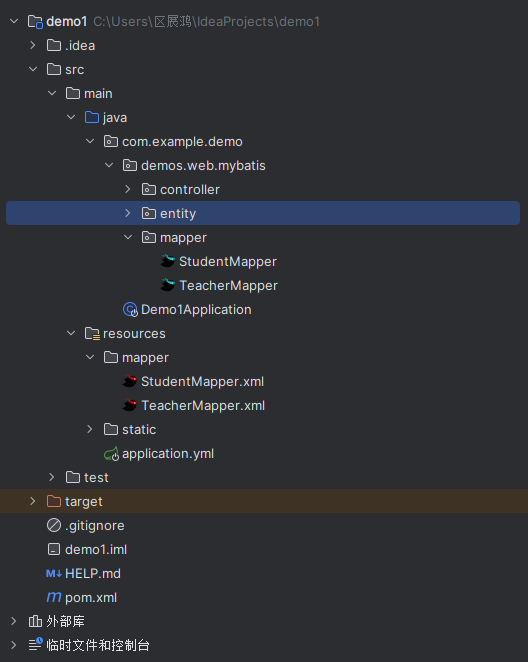 demo1 C:\Users\区展鸿\IdeaProjects\demo1
.idea
src
main
java
com.example.demo
demos.web.mybatis
controller
entity
mapper
StudentMapper
TeacherMapper
Demo1Application
resources
mapper
StudentMapper.xml
TeacherMapper.xml
static
application.yml
test
target
.gitignore
demo1.iml
M↓ HELP.md
m pom.xml
外部库
临时文件和控制台